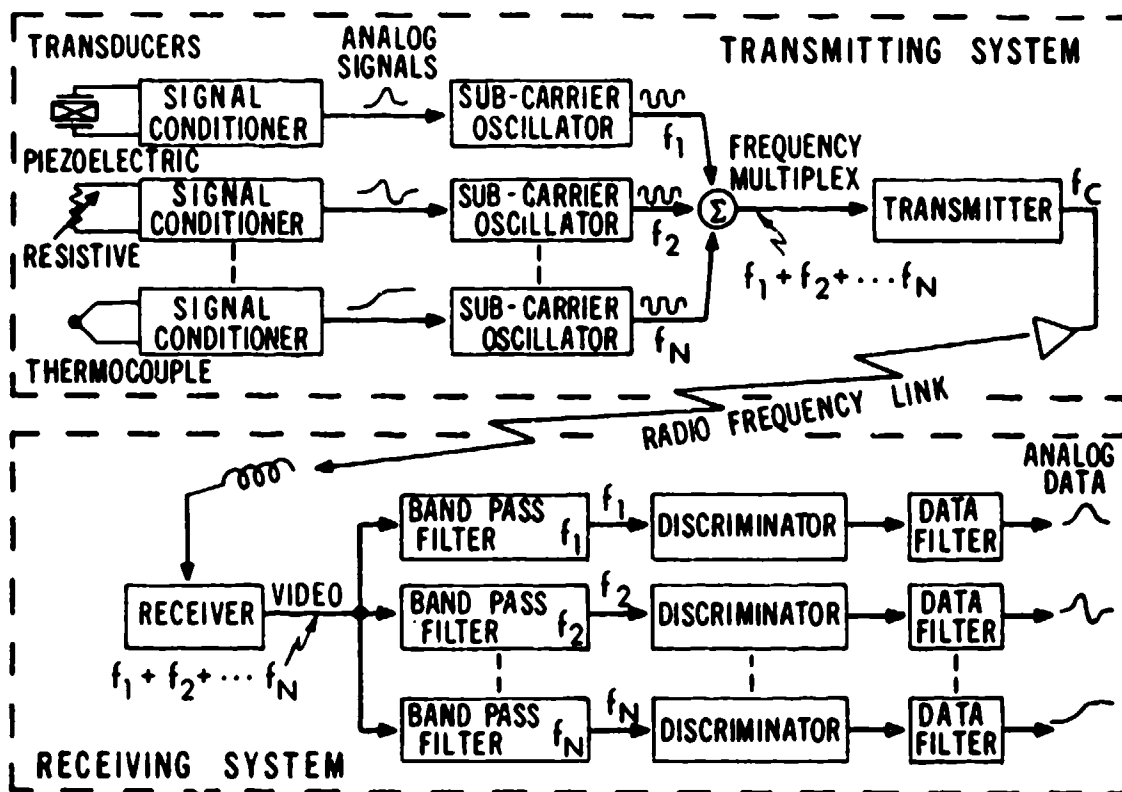 TRANSDUCERS
ANALOG
SIGNALS
TRANSMITTING SYSTEM
SIGNAL
CONDITIONER
SUB-CARRIER
OSCILLATOR
f1
PIEZOELECTRIC
SIGNAL
CONDITIONER
SUB-CARRIER
OSCILLATOR
f2
Σ
FREQUENCY
MULTIPLEX
TRANSMITTER
fC
RESISTIVE
f1 + f2 + ··· fN
SIGNAL
CONDITIONER
SUB-CARRIER
OSCILLATOR
fN
THERMOCOUPLE
RADIO FREQUENCY LINK
ANALOG
DATA
BAND PASS
FILTER f1
f1
DISCRIMINATOR
DATA
FILTER
RECEIVER
VIDEO
f1 + f2 + ··· fN
BAND PASS
FILTER f2
f2
DISCRIMINATOR
DATA
FILTER
BAND PASS
FILTER fN
fN
DISCRIMINATOR
DATA
FILTER
RECEIVING SYSTEM